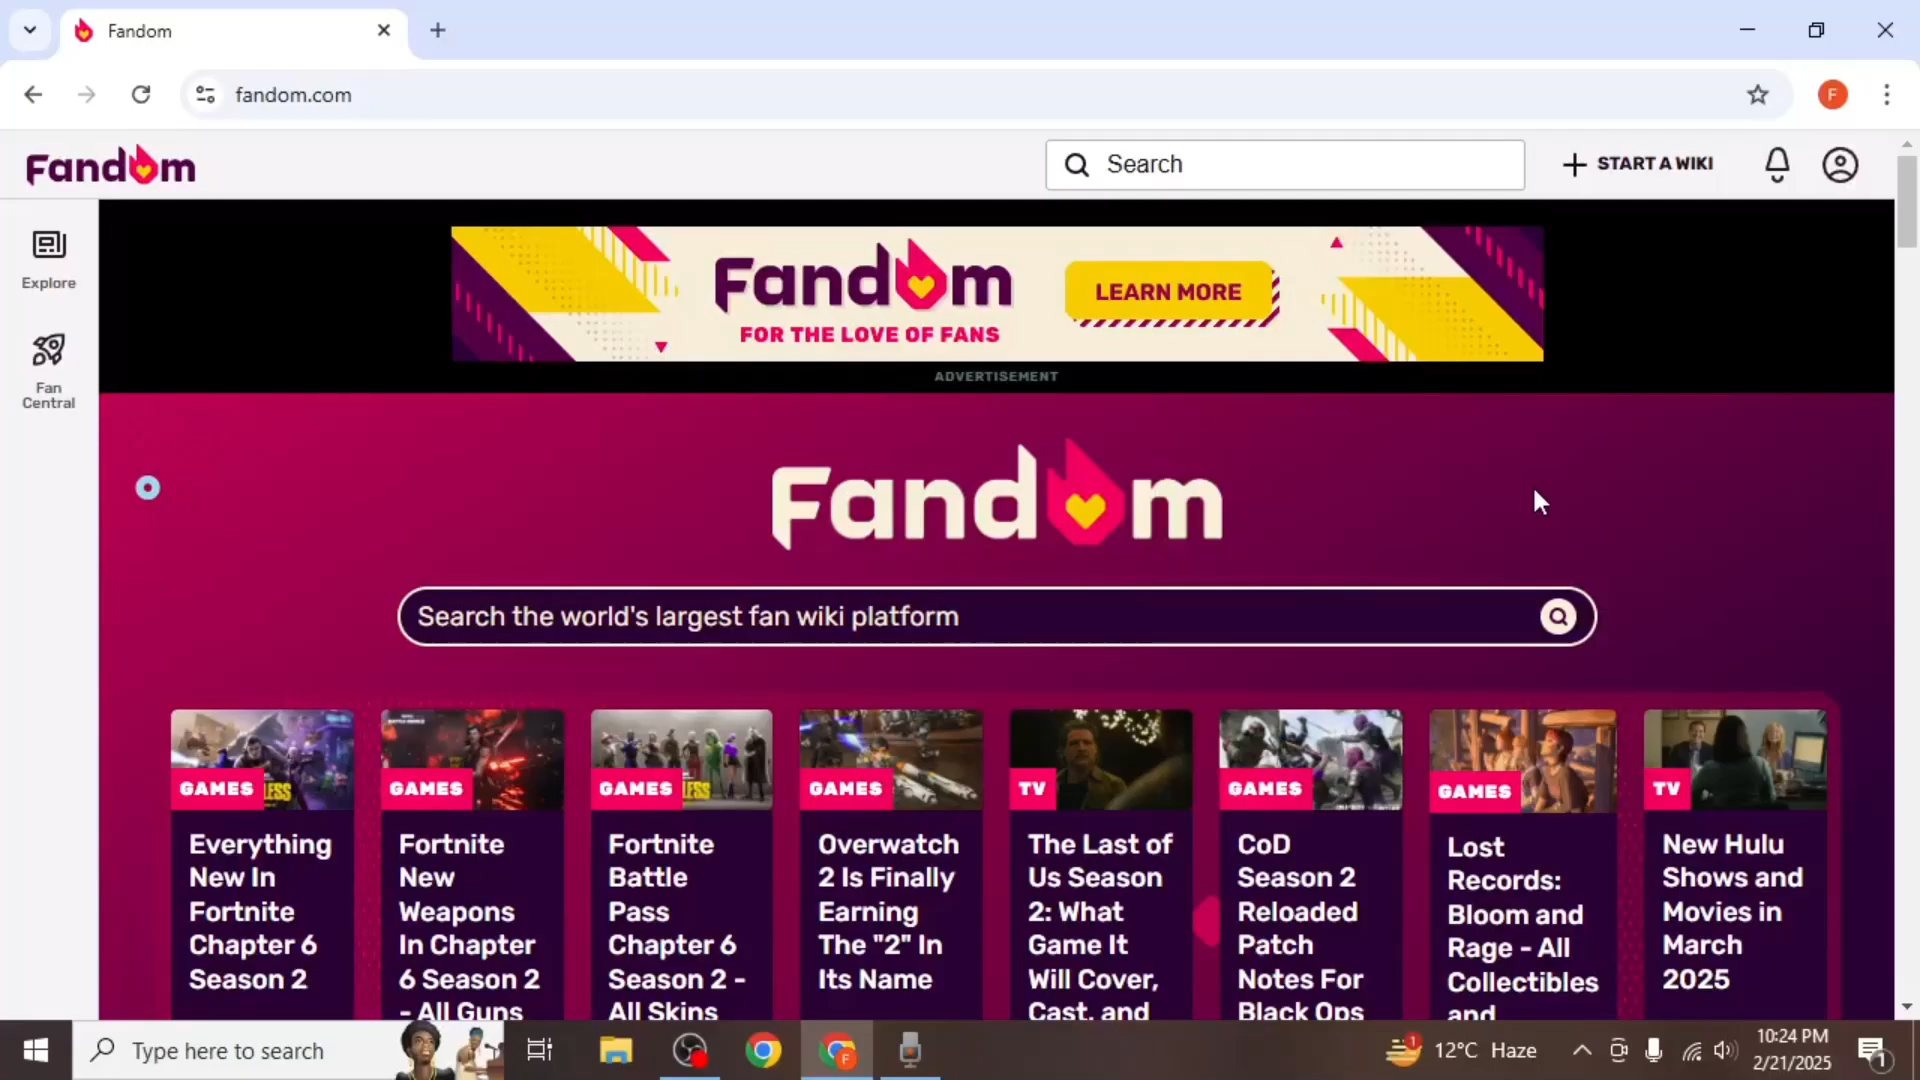 Fandom
fandom.com
F
Fandom
Search
START A WIKI
Explore
Fan
Central
Fandom
FOR THE LOVE OF FANS
LEARN MORE
ADVERTISEMENT
Fandom
Search the world's largest fan wiki platform
GAMES
Everything
New In
Fortnite
Chapter 6
Season 2
GAMES
Fortnite
New
Weapons
In Chapter
6 Season 2
- All Guns
GAMES
Fortnite
Battle
Pass
Chapter 6
Season 2 -
All Skins
GAMES
Overwatch
2 Is Finally
Earning
The "2" In
Its Name
TV
The Last of
Us Season
2: What
Game It
Will Cover,
Cast, and
GAMES
CoD
Season 2
Reloaded
Patch
Notes For
Black Ops
GAMES
Lost
Records:
Bloom and
Rage - All
Collectibles
and
TV
New Hulu
Shows and
Movies in
March
2025
Type here to search
F
1
12°C Haze
10:24 PM
2/21/2025
1